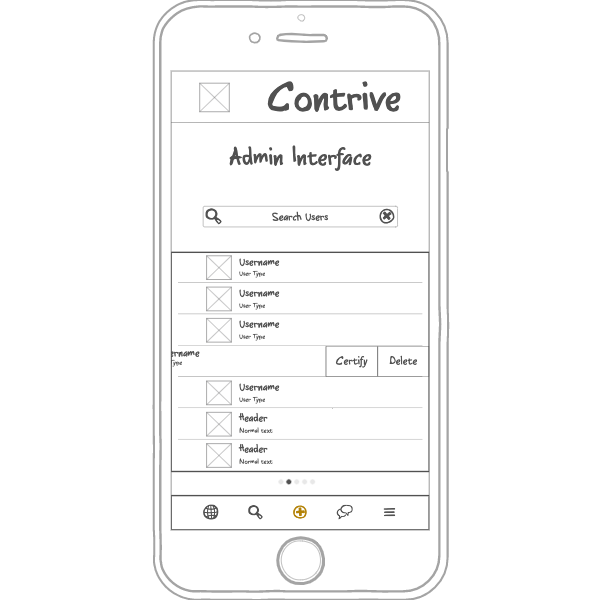 Contrive
Admin Interface
Search Users
Username
User Type
Username
User Type
Username
User Type
ername
Type
Certify Delete
Username
User Type
Header
Normal text
Header
Normal text